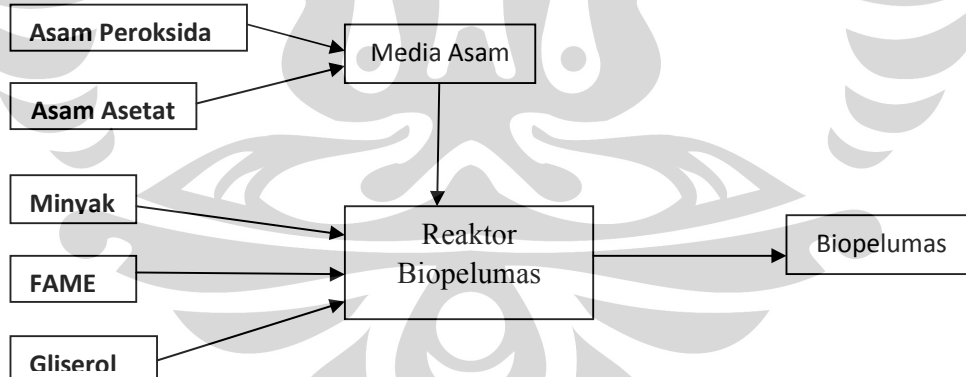 Asam Peroksida
Media Asam
Asam Asetat
Minyak
Reaktor
Biopelumas
Biopelumas
FAME
Gliserol